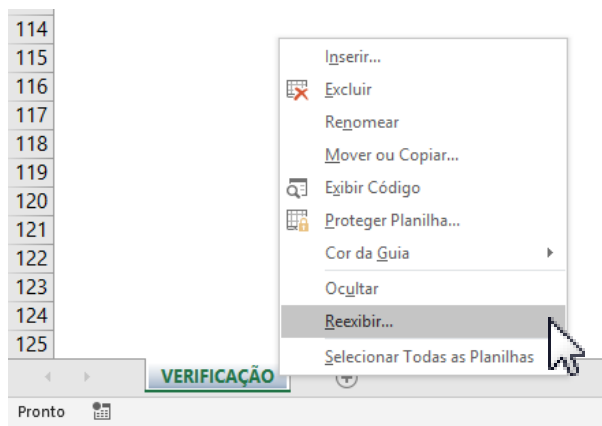 114
115
116
117
118
119
120
121
122
123
124
125
Inserir...
Excluir
Renomear
Mover ou Copiar...
Exibir Código
Proteger Planilha...
Cor da Guia
Ocultar
Reexibir...
Selecionar Todas as Planilhas
VERIFICAÇÃO
Pronto